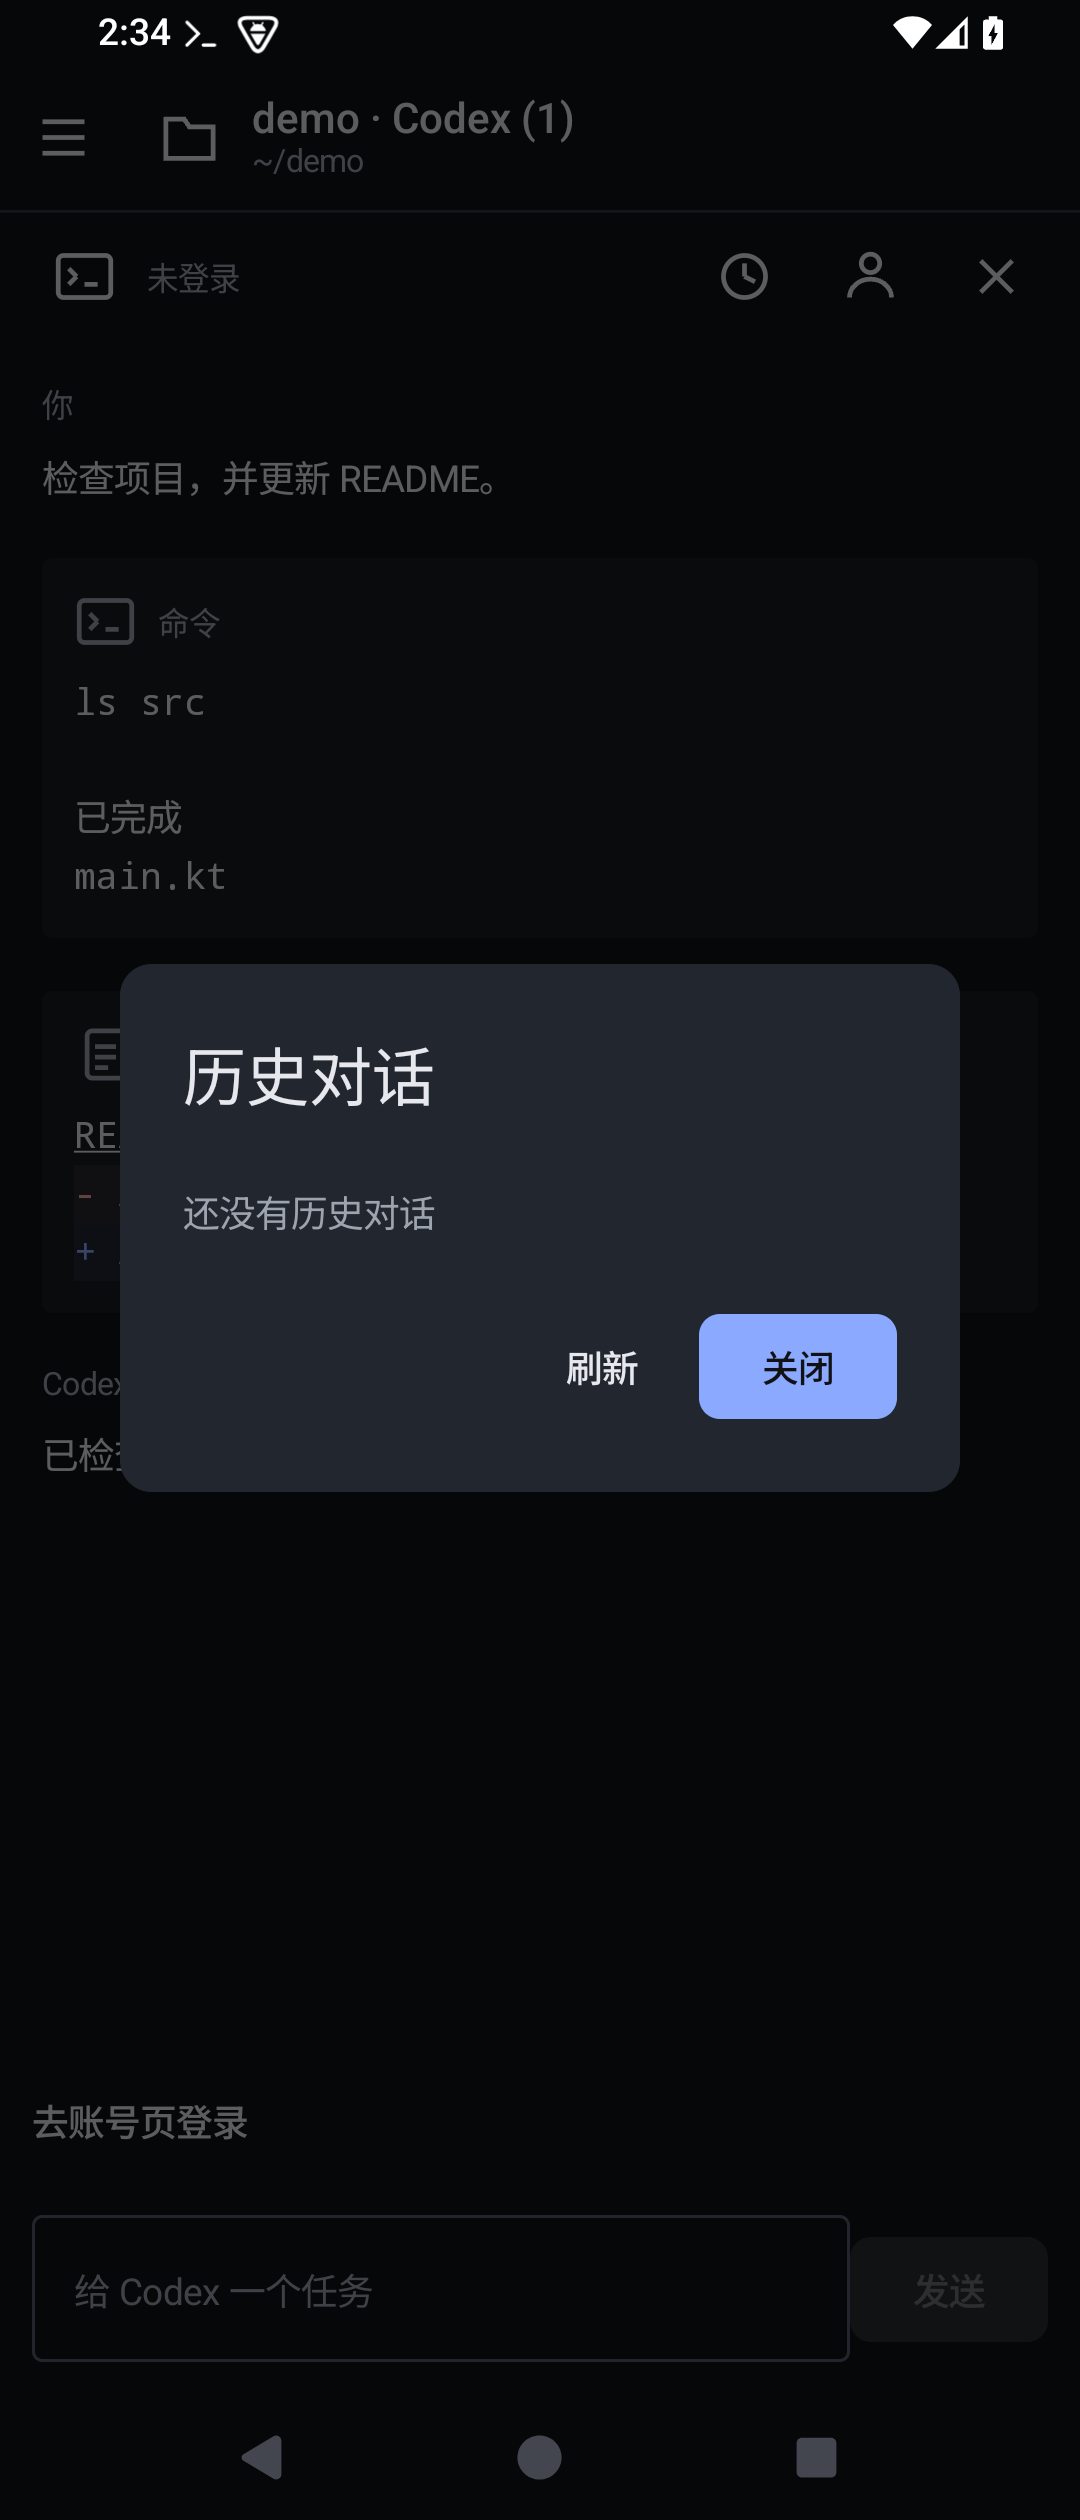 2:34
demo · Codex (1)
~/demo
未登录
你
检查项目，并更新 README。
命令
ls src
已完成
main.kt
历史对话
RE
-
还没有历史对话
+
刷新
关闭
Codex
已检
去账号页登录
给 Codex 一个任务
发送